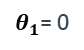 𝜽₁ = 0